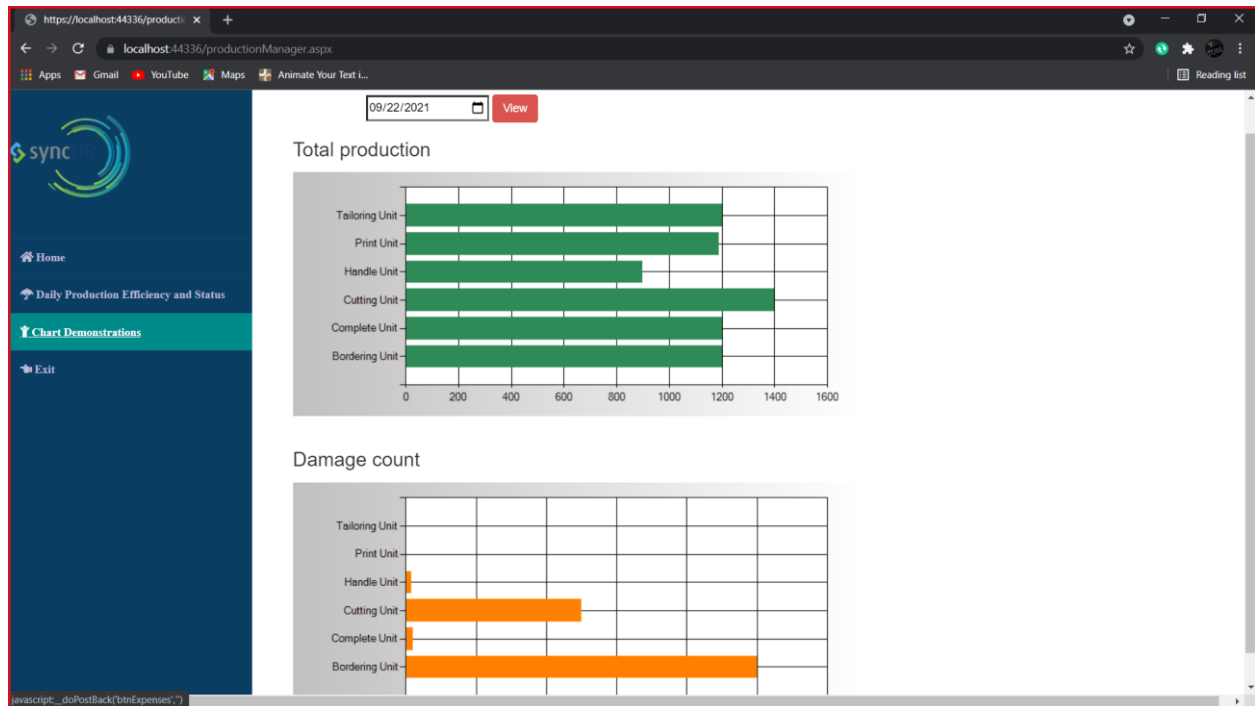 https://localhost:44336/producti
localhost:44336/productionManager.aspx
Apps Gmail YouTube Maps Animate Your Text i... Reading list
09/22/2021 View
syncHR
Total production
Tailoring Unit
Print Unit
Handle Unit
Cutting Unit
Complete Unit
Bordering Unit
0 200 400 600 800 1000 1200 1400 1600
Home
Daily Production Efficiency and Status
Chart Demonstrations
Exit
Damage count
Tailoring Unit
Print Unit
Handle Unit
Cutting Unit
Complete Unit
Bordering Unit
javascript:__doPostBack('btnExpenses','')